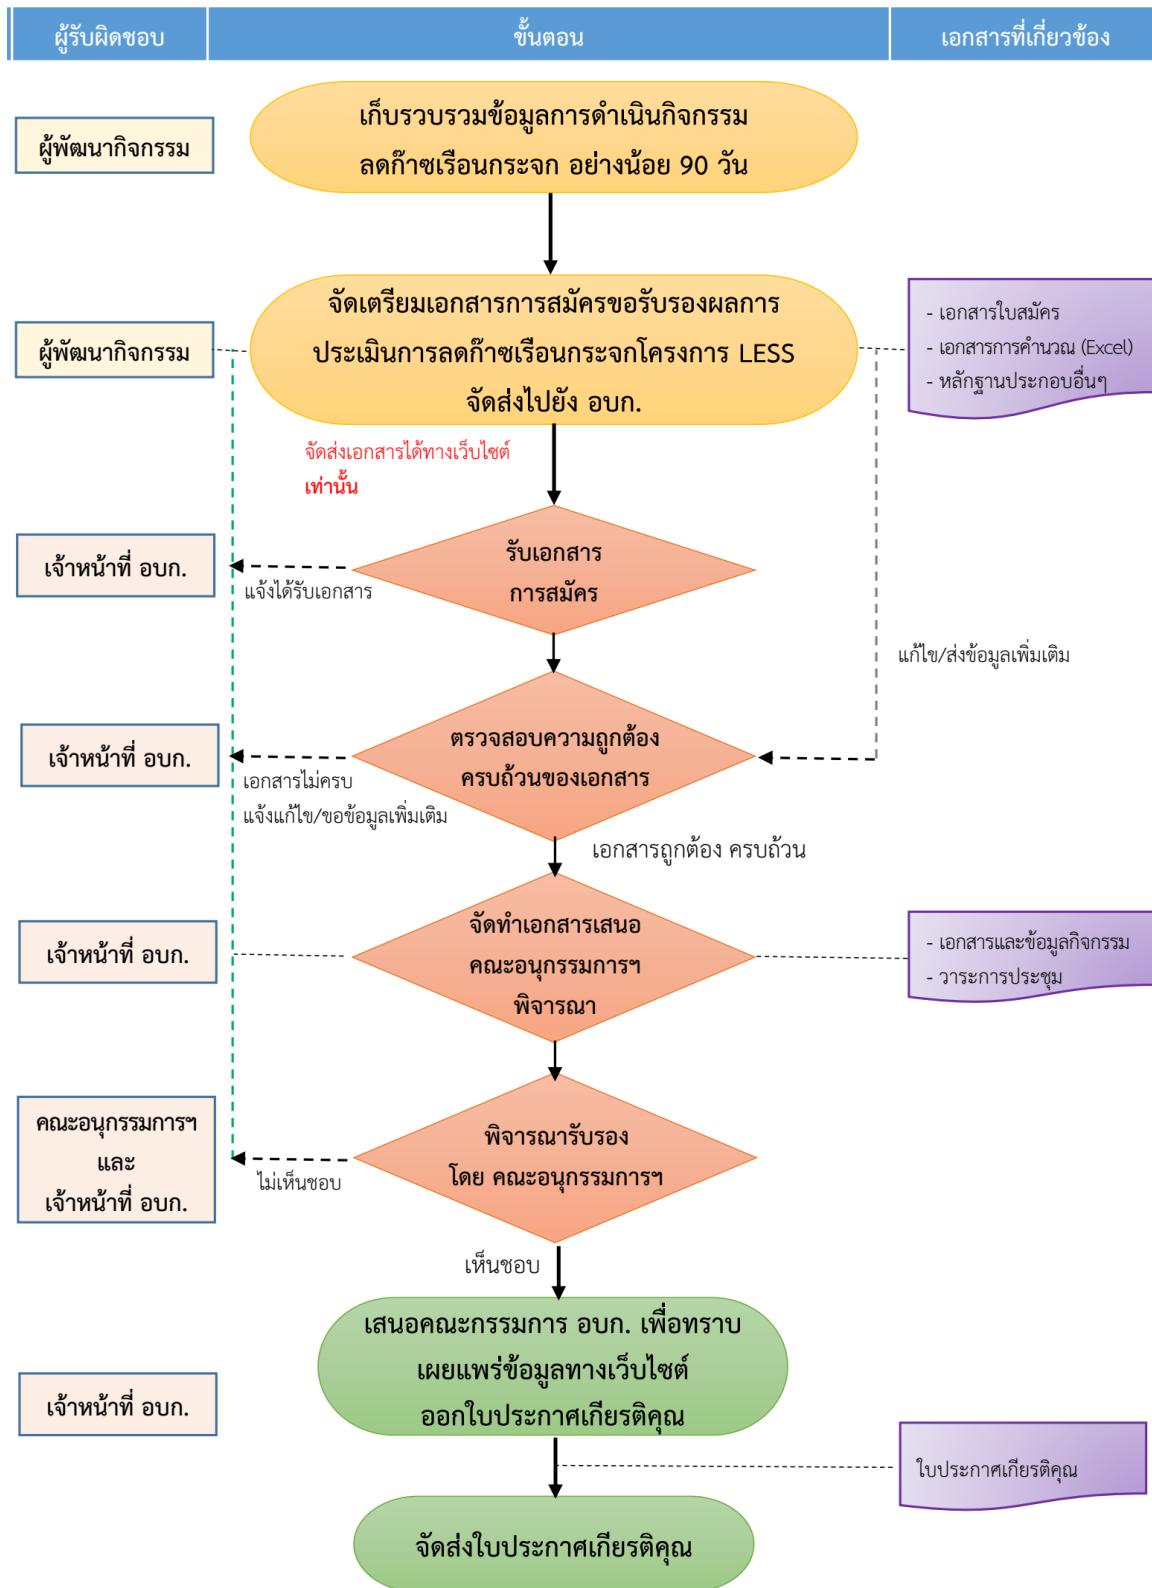 ผู้รับผิดชอบ
ขั้นตอน
เอกสารที่เกี่ยวข้อง
ผู้พัฒนากิจกรรม
เก็บรวบรวมข้อมูลการดำเนินกิจกรรม
ลดก๊าซเรือนกระจก อย่างน้อย 90 วัน
ผู้พัฒนากิจกรรม
จัดเตรียมเอกสารการสมัครขอรับรองผลการ
ประเมินการลดก๊าซเรือนกระจกโครงการ LESS
จัดส่งไปยัง อบก.
- เอกสารใบสมัคร
- เอกสารการคำนวณ (Excel)
- หลักฐานประกอบอื่นๆ
จัดส่งเอกสารได้ทางเว็บไซต์
เท่านั้น
เจ้าหน้าที่ อบก.
รับเอกสาร
การสมัคร
แจ้งได้รับเอกสาร
แก้ไข/ส่งข้อมูลเพิ่มเติม
เจ้าหน้าที่ อบก.
ตรวจสอบความถูกต้อง
ครบถ้วนของเอกสาร
เอกสารไม่ครบ
แจ้งแก้ไข/ขอข้อมูลเพิ่มเติม
เอกสารถูกต้อง ครบถ้วน
เจ้าหน้าที่ อบก.
จัดทำเอกสารเสนอ
คณะอนุกรรมการฯ
พิจารณา
- เอกสารและข้อมูลกิจกรรม
- วาระการประชุม
คณะอนุกรรมการฯ
และ
เจ้าหน้าที่ อบก.
พิจารณารับรอง
โดย คณะอนุกรรมการฯ
ไม่เห็นชอบ
เห็นชอบ
เจ้าหน้าที่ อบก.
เสนอคณะกรรมการ อบก. เพื่อทราบ
เผยแพร่ข้อมูลทางเว็บไซต์
ออกใบประกาศเกียรติคุณ
ใบประกาศเกียรติคุณ
จัดส่งใบประกาศเกียรติคุณ